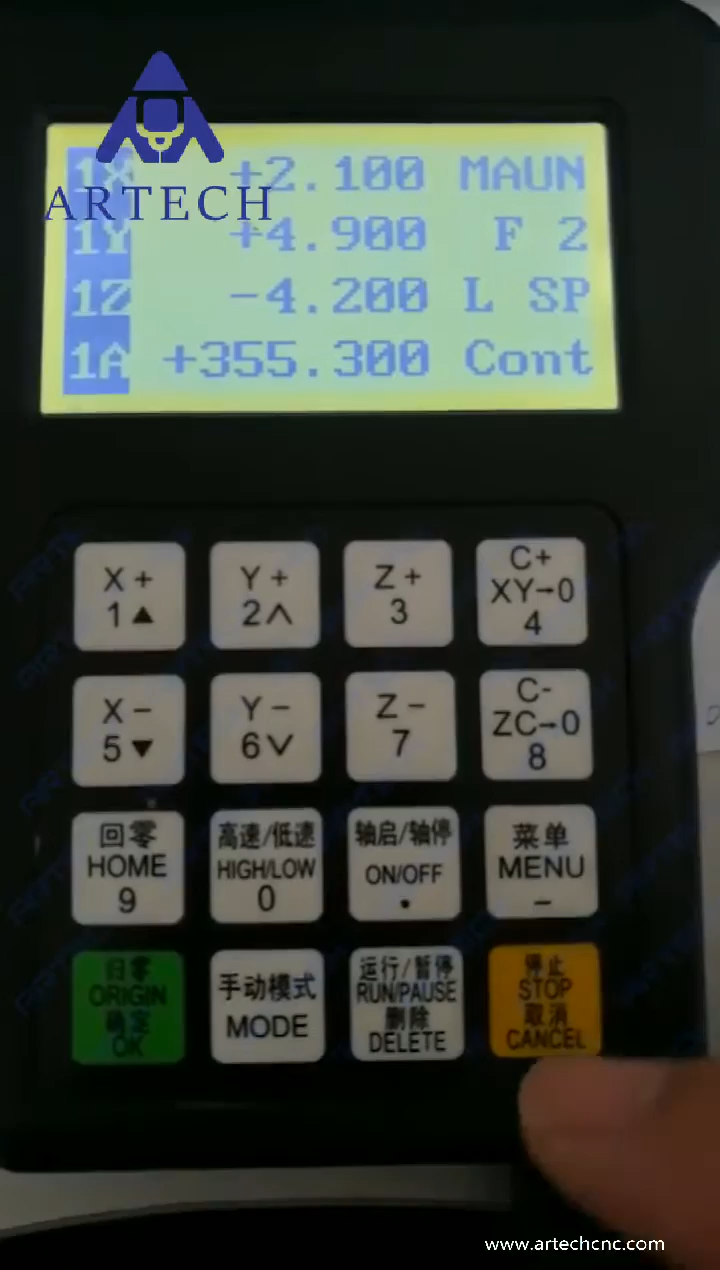 1X +2.100 MAUN
ARTECH
1Y +4.900 F 2
1Z -4.200 L SP
1A +355.300 Cont
X+
1▲
Y+
2∧
Z+
3
C+
XY→0
4
X-
5▼
Y-
6∨
Z-
7
C-
ZC→0
8
回零
HOME
9
高速/低速
HIGH/LOW
0
轴启/轴停
ON/OFF
.
菜单
MENU
-
归零
ORIGIN
确定
OK
手动模式
MODE
运行/暂停
RUN/PAUSE
删除
DELETE
停止
STOP
取消
CANCEL
www.artechcnc.com